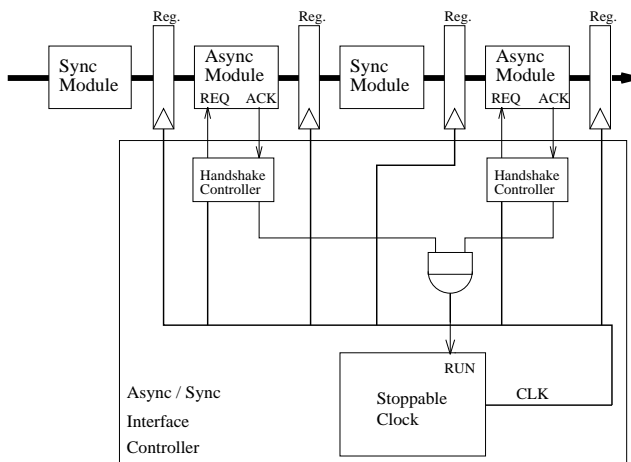 Reg.
Reg.
Reg.
Reg.
Sync
Module
Async
Module
REQ
ACK
Sync
Module
Async
Module
REQ
ACK
Handshake
Controller
Handshake
Controller
RUN
Stoppable
Clock
CLK
Async / Sync
Interface
Controller